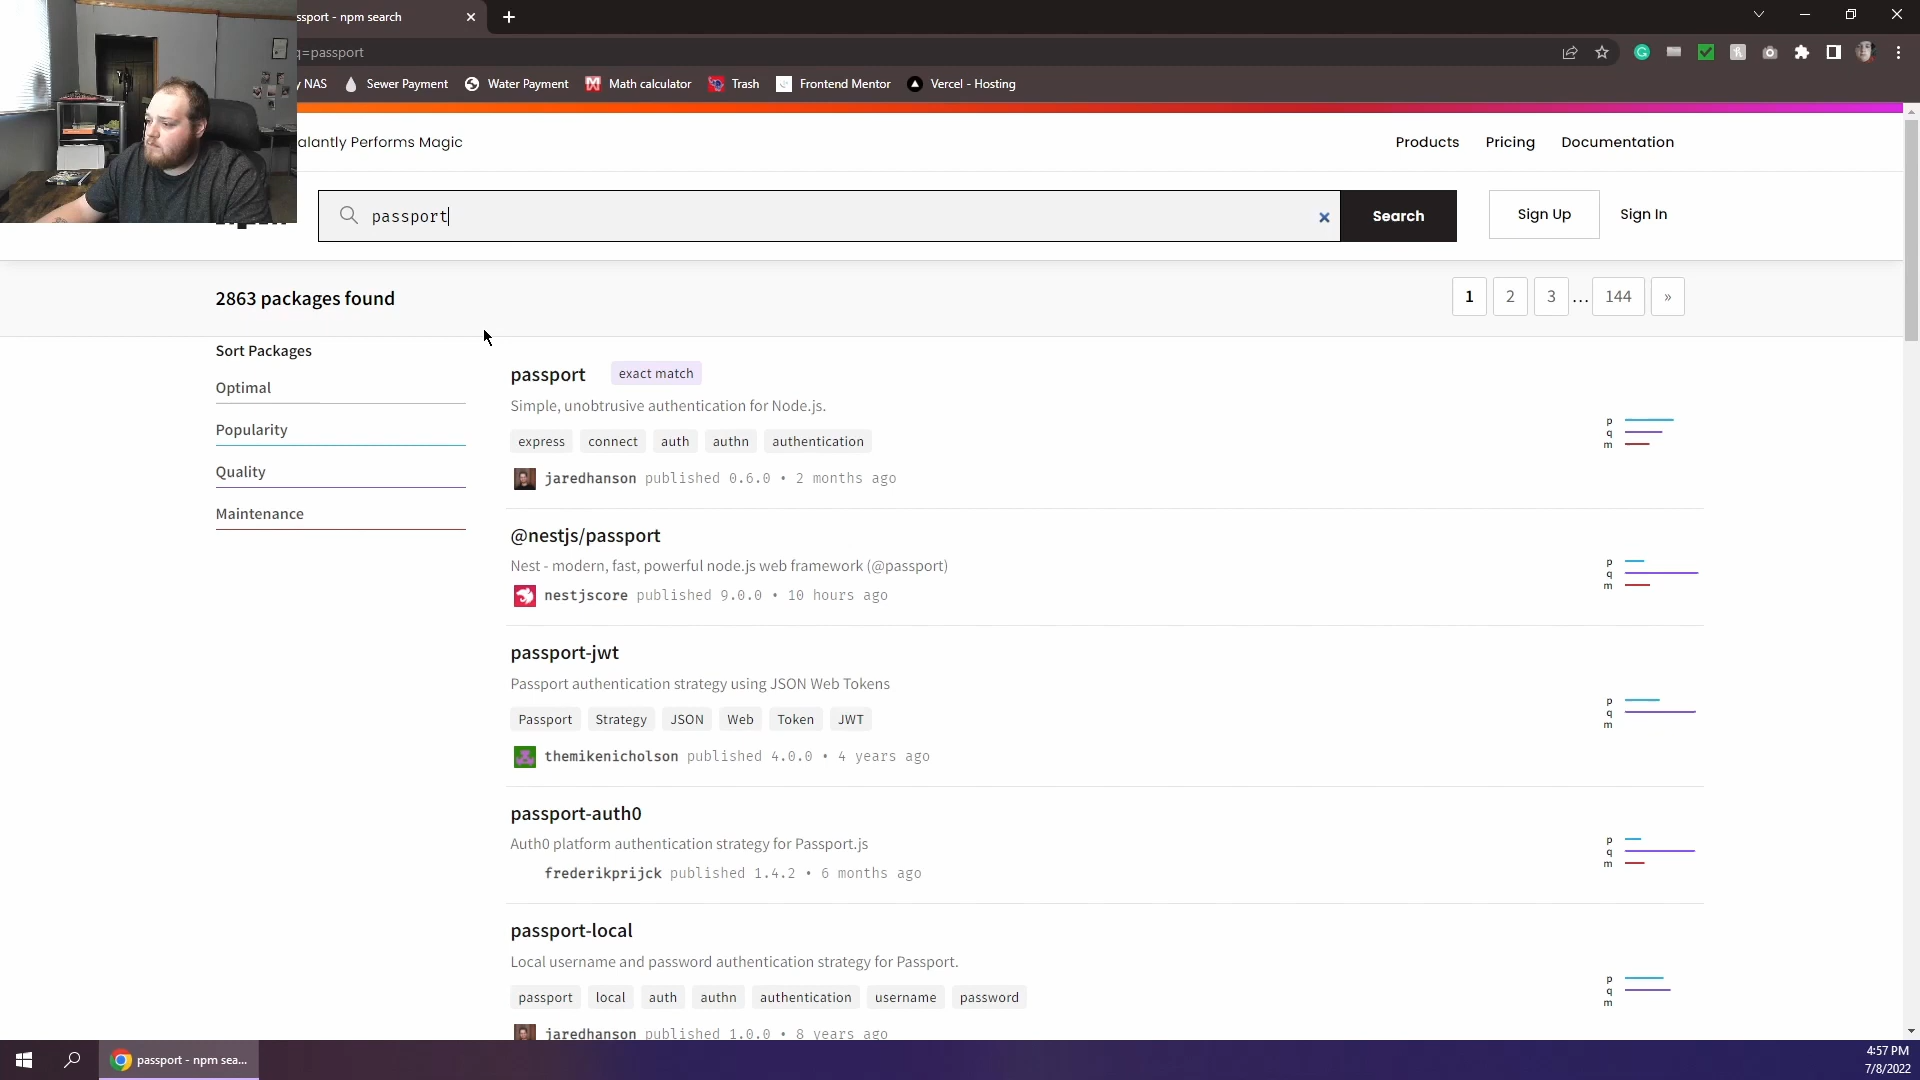 ssport - npm search
q=passport
y NAS
Sewer Payment
Water Payment
Math calculator
Trash
Frontend Mentor
Vercel - Hosting
alantly Performs Magic
Products
Pricing
Documentation
passport
Search
Sign Up
Sign In
2863 packages found
1
2
3
...
144
»
Sort Packages
Optimal
Popularity
Quality
Maintenance
passport
exact match
Simple, unobtrusive authentication for Node.js.
express
connect
auth
authn
authentication
jaredhanson published 0.6.0 • 2 months ago
p
q
m
@nestjs/passport
Nest - modern, fast, powerful node.js web framework (@passport)
nestjscore published 9.0.0 • 10 hours ago
p
q
m
passport-jwt
Passport authentication strategy using JSON Web Tokens
Passport
Strategy
JSON
Web
Token
JWT
themikenicholson published 4.0.0 • 4 years ago
p
q
m
passport-auth0
Auth0 platform authentication strategy for Passport.js
frederikprijck published 1.4.2 • 6 months ago
p
q
m
passport-local
Local username and password authentication strategy for Passport.
passport
local
auth
authn
authentication
username
password
jaredhanson published 1.0.0 • 8 years ago
p
q
m
passport - npm sea...
4:57 PM
7/8/2022